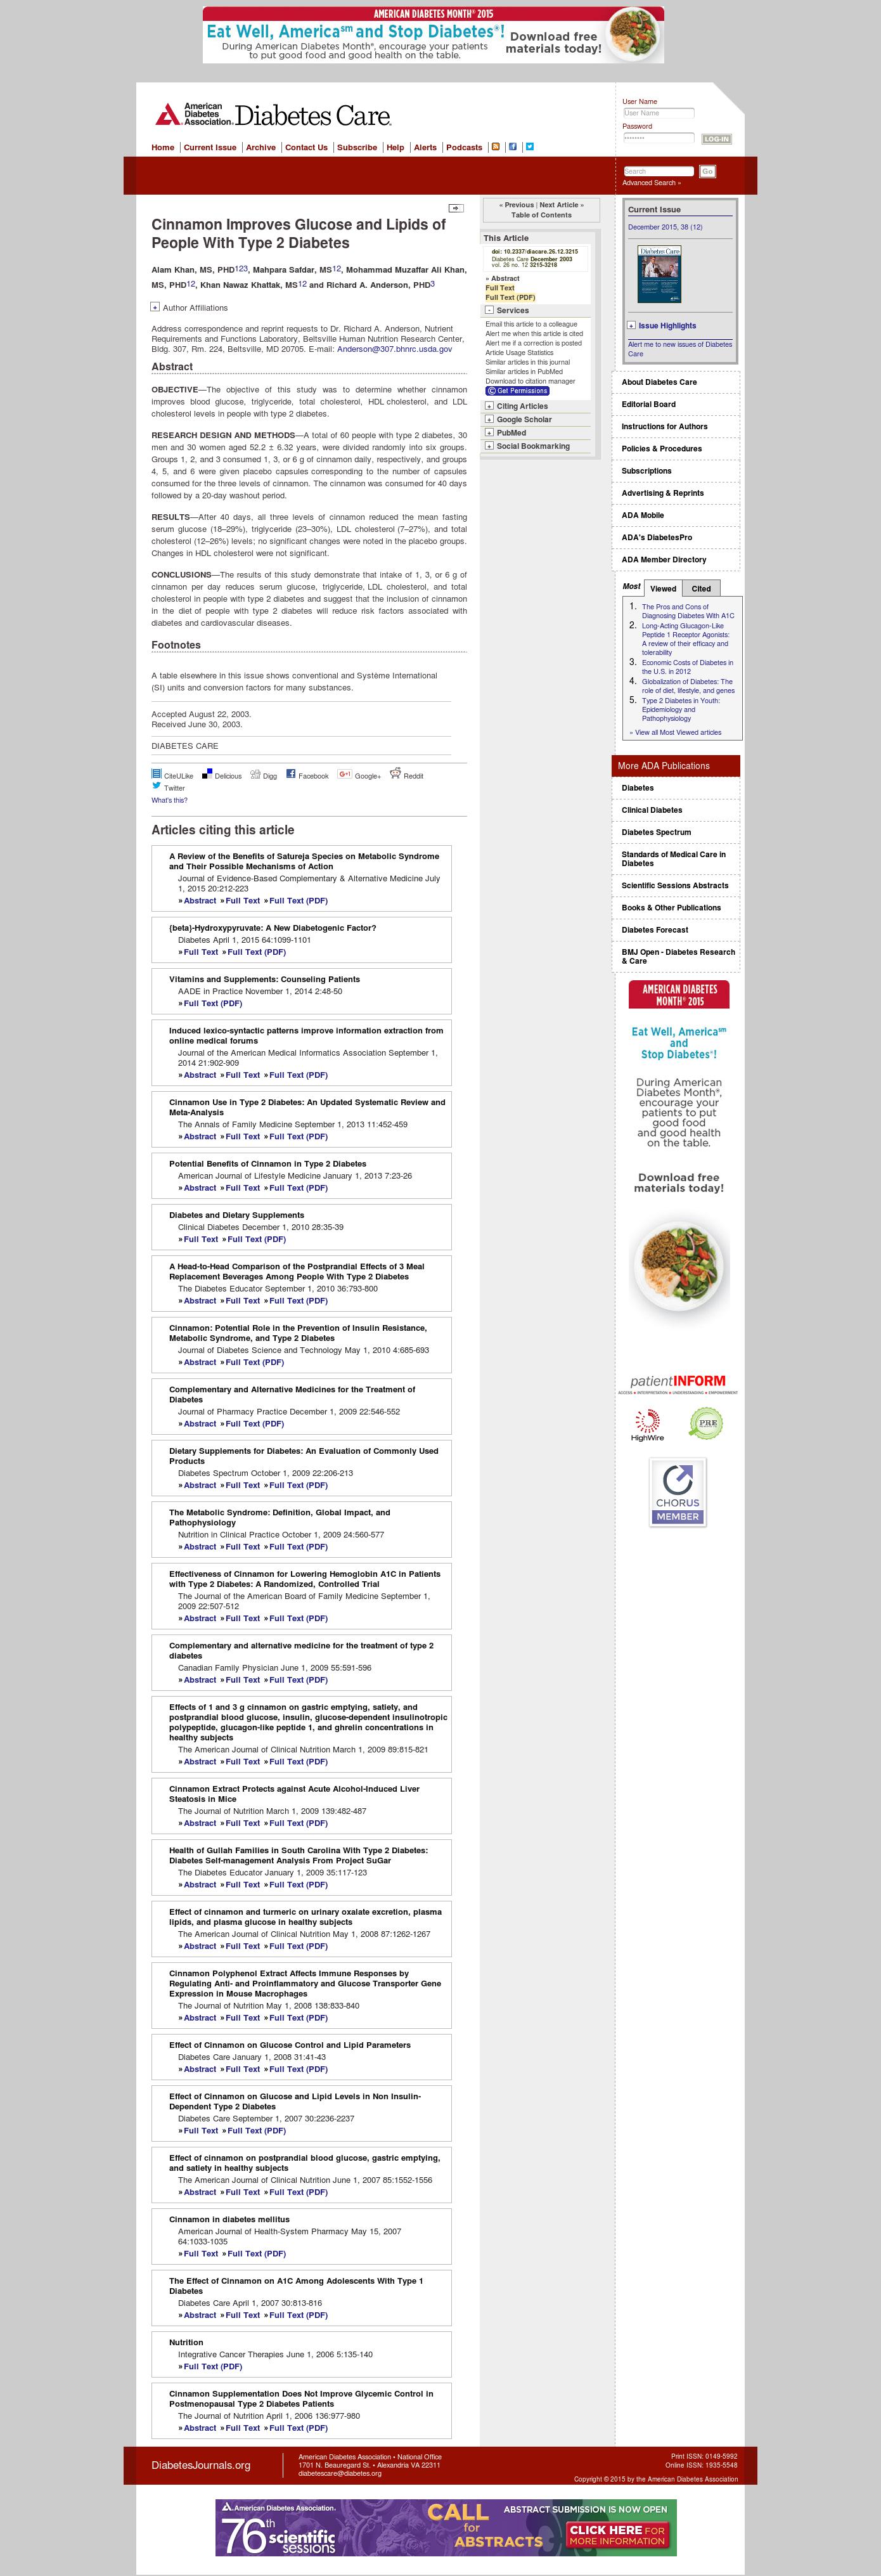 AMERICAN DIABETES MONTH® 2015
Eat Well, America℠ and Stop Diabetes®!
During American Diabetes Month®, encourage your patients
to put good food and good health on the table.
Download free
materials today!
American
Diabetes
Association.
Diabetes Care.
User Name
User Name
Password
LOG-IN
Home
Current Issue
Archive
Contact Us
Subscribe
Help
Alerts
Podcasts
Search
Go
Advanced Search »
Cinnamon Improves Glucose and Lipids of
People With Type 2 Diabetes
Alam Khan, MS, PHD123, Mahpara Safdar, MS12, Mohammad Muzaffar Ali Khan,
MS, PHD12, Khan Nawaz Khattak, MS12 and Richard A. Anderson, PHD3
+ Author Affiliations
Address correspondence and reprint requests to Dr. Richard A. Anderson, Nutrient
Requirements and Functions Laboratory, Beltsville Human Nutrition Research Center,
Bldg. 307, Rm. 224, Beltsville, MD 20705. E-mail: Anderson@307.bhnrc.usda.gov
Abstract
OBJECTIVE—The objective of this study was to determine whether cinnamon
improves blood glucose, triglyceride, total cholesterol, HDL cholesterol, and LDL
cholesterol levels in people with type 2 diabetes.
RESEARCH DESIGN AND METHODS—A total of 60 people with type 2 diabetes, 30
men and 30 women aged 52.2 ± 6.32 years, were divided randomly into six groups.
Groups 1, 2, and 3 consumed 1, 3, or 6 g of cinnamon daily, respectively, and groups
4, 5, and 6 were given placebo capsules corresponding to the number of capsules
consumed for the three levels of cinnamon. The cinnamon was consumed for 40 days
followed by a 20-day washout period.
RESULTS—After 40 days, all three levels of cinnamon reduced the mean fasting
serum glucose (18–29%), triglyceride (23–30%), LDL cholesterol (7–27%), and total
cholesterol (12–26%) levels; no significant changes were noted in the placebo groups.
Changes in HDL cholesterol were not significant.
CONCLUSIONS—The results of this study demonstrate that intake of 1, 3, or 6 g of
cinnamon per day reduces serum glucose, triglyceride, LDL cholesterol, and total
cholesterol in people with type 2 diabetes and suggest that the inclusion of cinnamon
in the diet of people with type 2 diabetes will reduce risk factors associated with
diabetes and cardiovascular diseases.
Footnotes
A table elsewhere in this issue shows conventional and Système International
(SI) units and conversion factors for many substances.
Accepted August 22, 2003.
Received June 30, 2003.
DIABETES CARE
CiteULike
Delicious
Digg
Facebook
Google+
Reddit
Twitter
What's this?
Articles citing this article
A Review of the Benefits of Satureja Species on Metabolic Syndrome
and Their Possible Mechanisms of Action
Journal of Evidence-Based Complementary & Alternative Medicine July
1, 2015 20:212-223
» Abstract » Full Text » Full Text (PDF)
{beta}-Hydroxypyruvate: A New Diabetogenic Factor?
Diabetes April 1, 2015 64:1099-1101
» Full Text » Full Text (PDF)
Vitamins and Supplements: Counseling Patients
AADE in Practice November 1, 2014 2:48-50
» Full Text (PDF)
Induced lexico-syntactic patterns improve information extraction from
online medical forums
Journal of the American Medical Informatics Association September 1,
2014 21:902-909
» Abstract » Full Text » Full Text (PDF)
Cinnamon Use in Type 2 Diabetes: An Updated Systematic Review and
Meta-Analysis
The Annals of Family Medicine September 1, 2013 11:452-459
» Abstract » Full Text » Full Text (PDF)
Potential Benefits of Cinnamon in Type 2 Diabetes
American Journal of Lifestyle Medicine January 1, 2013 7:23-26
» Abstract » Full Text » Full Text (PDF)
Diabetes and Dietary Supplements
Clinical Diabetes December 1, 2010 28:35-39
» Full Text » Full Text (PDF)
A Head-to-Head Comparison of the Postprandial Effects of 3 Meal
Replacement Beverages Among People With Type 2 Diabetes
The Diabetes Educator September 1, 2010 36:793-800
» Abstract » Full Text » Full Text (PDF)
Cinnamon: Potential Role in the Prevention of Insulin Resistance,
Metabolic Syndrome, and Type 2 Diabetes
Journal of Diabetes Science and Technology May 1, 2010 4:685-693
» Abstract » Full Text (PDF)
Complementary and Alternative Medicines for the Treatment of
Diabetes
Journal of Pharmacy Practice December 1, 2009 22:546-552
» Abstract » Full Text (PDF)
Dietary Supplements for Diabetes: An Evaluation of Commonly Used
Products
Diabetes Spectrum October 1, 2009 22:206-213
» Abstract » Full Text » Full Text (PDF)
The Metabolic Syndrome: Definition, Global Impact, and
Pathophysiology
Nutrition in Clinical Practice October 1, 2009 24:560-577
» Abstract » Full Text » Full Text (PDF)
Effectiveness of Cinnamon for Lowering Hemoglobin A1C in Patients
with Type 2 Diabetes: A Randomized, Controlled Trial
The Journal of the American Board of Family Medicine September 1,
2009 22:507-512
» Abstract » Full Text » Full Text (PDF)
Complementary and alternative medicine for the treatment of type 2
diabetes
Canadian Family Physician June 1, 2009 55:591-596
» Abstract » Full Text » Full Text (PDF)
Effects of 1 and 3 g cinnamon on gastric emptying, satiety, and
postprandial blood glucose, insulin, glucose-dependent insulinotropic
polypeptide, glucagon-like peptide 1, and ghrelin concentrations in
healthy subjects
The American Journal of Clinical Nutrition March 1, 2009 89:815-821
» Abstract » Full Text » Full Text (PDF)
Cinnamon Extract Protects against Acute Alcohol-Induced Liver
Steatosis in Mice
The Journal of Nutrition March 1, 2009 139:482-487
» Abstract » Full Text » Full Text (PDF)
Health of Gullah Families in South Carolina With Type 2 Diabetes:
Diabetes Self-management Analysis From Project SuGar
The Diabetes Educator January 1, 2009 35:117-123
» Abstract » Full Text » Full Text (PDF)
Effect of cinnamon and turmeric on urinary oxalate excretion, plasma
lipids, and plasma glucose in healthy subjects
The American Journal of Clinical Nutrition May 1, 2008 87:1262-1267
» Abstract » Full Text » Full Text (PDF)
Cinnamon Polyphenol Extract Affects Immune Responses by
Regulating Anti- and Proinflammatory and Glucose Transporter Gene
Expression in Mouse Macrophages
The Journal of Nutrition May 1, 2008 138:833-840
» Abstract » Full Text » Full Text (PDF)
Effect of Cinnamon on Glucose Control and Lipid Parameters
Diabetes Care January 1, 2008 31:41-43
» Abstract » Full Text » Full Text (PDF)
Effect of Cinnamon on Glucose and Lipid Levels in Non Insulin-
Dependent Type 2 Diabetes
Diabetes Care September 1, 2007 30:2236-2237
» Full Text » Full Text (PDF)
Effect of cinnamon on postprandial blood glucose, gastric emptying,
and satiety in healthy subjects
The American Journal of Clinical Nutrition June 1, 2007 85:1552-1556
» Abstract » Full Text » Full Text (PDF)
Cinnamon in diabetes mellitus
American Journal of Health-System Pharmacy May 15, 2007
64:1033-1035
» Full Text » Full Text (PDF)
The Effect of Cinnamon on A1C Among Adolescents With Type 1
Diabetes
Diabetes Care April 1, 2007 30:813-816
» Abstract » Full Text » Full Text (PDF)
Nutrition
Integrative Cancer Therapies June 1, 2006 5:135-140
» Full Text (PDF)
Cinnamon Supplementation Does Not Improve Glycemic Control in
Postmenopausal Type 2 Diabetes Patients
The Journal of Nutrition April 1, 2006 136:977-980
» Abstract » Full Text » Full Text (PDF)
« Previous | Next Article »
Table of Contents
This Article
doi: 10.2337/diacare.26.12.3215
Diabetes Care December 2003
vol. 26 no. 12 3215-3218
» Abstract
Full Text
Full Text (PDF)
- Services
Email this article to a colleague
Alert me when this article is cited
Alert me if a correction is posted
Article Usage Statistics
Similar articles in this journal
Similar articles in PubMed
Download to citation manager
© Get Permissions
+ Citing Articles
+ Google Scholar
+ PubMed
+ Social Bookmarking
Current Issue
December 2015, 38 (12)
Diabetes Care
+ Issue Highlights
Alert me to new issues of Diabetes
Care
About Diabetes Care
Editorial Board
Instructions for Authors
Policies & Procedures
Subscriptions
Advertising & Reprints
ADA Mobile
ADA's DiabetesPro
ADA Member Directory
Most
Viewed
Cited
1. The Pros and Cons of
Diagnosing Diabetes With A1C
2. Long-Acting Glucagon-Like
Peptide 1 Receptor Agonists:
A review of their efficacy and
tolerability
3. Economic Costs of Diabetes in
the U.S. in 2012
4. Globalization of Diabetes: The
role of diet, lifestyle, and genes
5. Type 2 Diabetes in Youth:
Epidemiology and
Pathophysiology
» View all Most Viewed articles
More ADA Publications
Diabetes
Clinical Diabetes
Diabetes Spectrum
Standards of Medical Care in
Diabetes
Scientific Sessions Abstracts
Books & Other Publications
Diabetes Forecast
BMJ Open - Diabetes Research
& Care
AMERICAN DIABETES
MONTH® 2015
Eat Well, America℠
and
Stop Diabetes®!
During American
Diabetes Month®,
encourage your
patients to put
good food
and good health
on the table.
Download free
materials today!
patientINFORM
ACCESS ■ INTERPRETATION ■ UNDERSTANDING ■ EMPOWERMENT
HighWire
PRE
CHORUS
MEMBER
DiabetesJournals.org
American Diabetes Association • National Office
1701 N. Beauregard St. • Alexandria VA 22311
diabetescare@diabetes.org
Print ISSN: 0149-5992
Online ISSN: 1935-5548
Copyright © 2015 by the American Diabetes Association
American Diabetes Association.
76th scientific
sessions
CALL
for
ABSTRACTS
ABSTRACT SUBMISSION IS NOW OPEN
CLICK HERE FOR
MORE INFORMATION